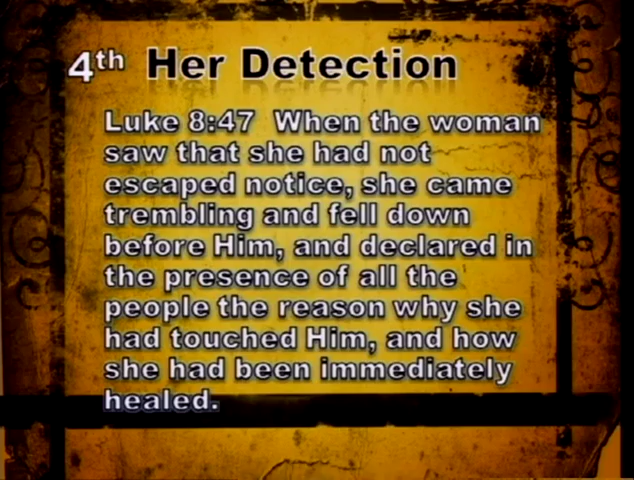 4th Her Detection
Luke 8:47 When the woman
saw that she had not
escaped notice, she came
trembling and fell down
before Him, and declared in
the presence of all the
people the reason why she
had touched Him, and how
she had been immediately
healed.